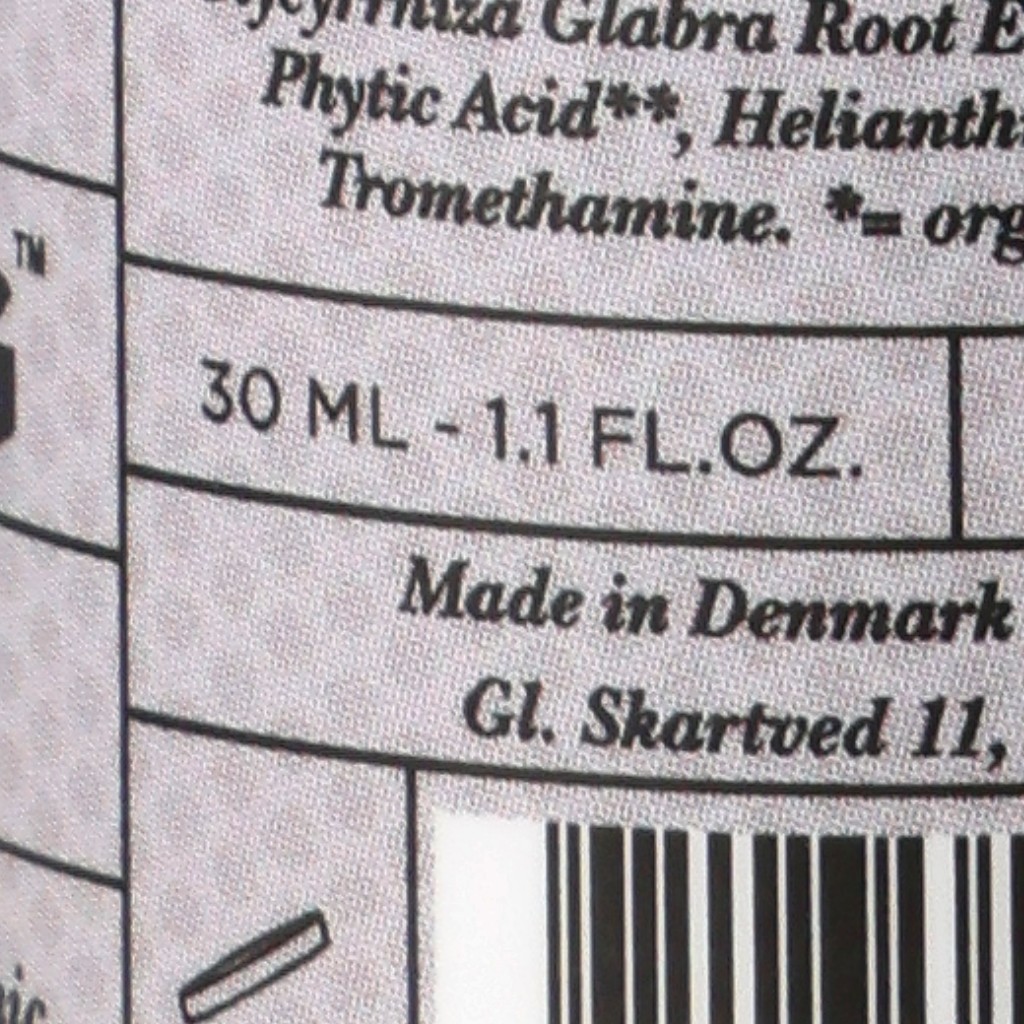 Glabra Root
Phytic Acid**, Helianth
Tromethamine. *= org
TM
30 ML - 1.1 FL.OZ.
Made in Denmark
Gl. Skartved 11,